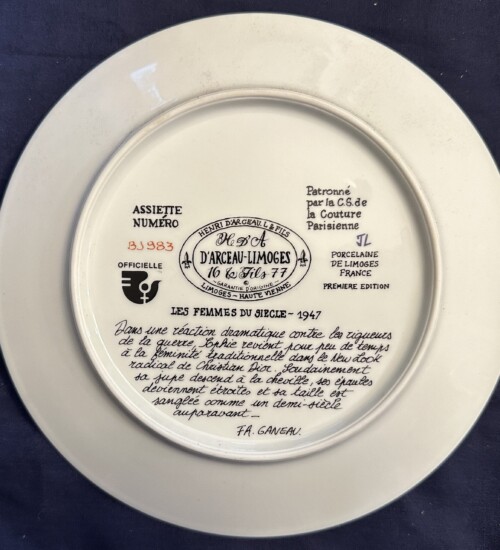 ASSIETTE
NUMÉRO
BJ983
OFFICIELLE
HENRI D'ARCEAU L. & FILS
H D'A
D'ARCEAU-LIMOGES
16 & Fils 77
GARANTIE D'ORIGINE
LIMOGES - HAUTE VIENNE
Patronné
par la C.S. de
la Couture
Parisienne
JL
PORCELAINE
DE LIMOGES
FRANCE
PREMIÈRE EDITION
LES FEMMES DU SIECLE - 1947
Dans une réaction dramatique contre les rigueurs
de la guerre, Sophie revient pour peu de temps
à la féminité traditionnelle dans le New Look
radical de Christian Dior. Soudainement
sa jupe descend à la cheville, ses épaules
deviennent étroites et sa taille est
sanglée comme un demi-siècle
auparavant _
F.A. GANEAU.